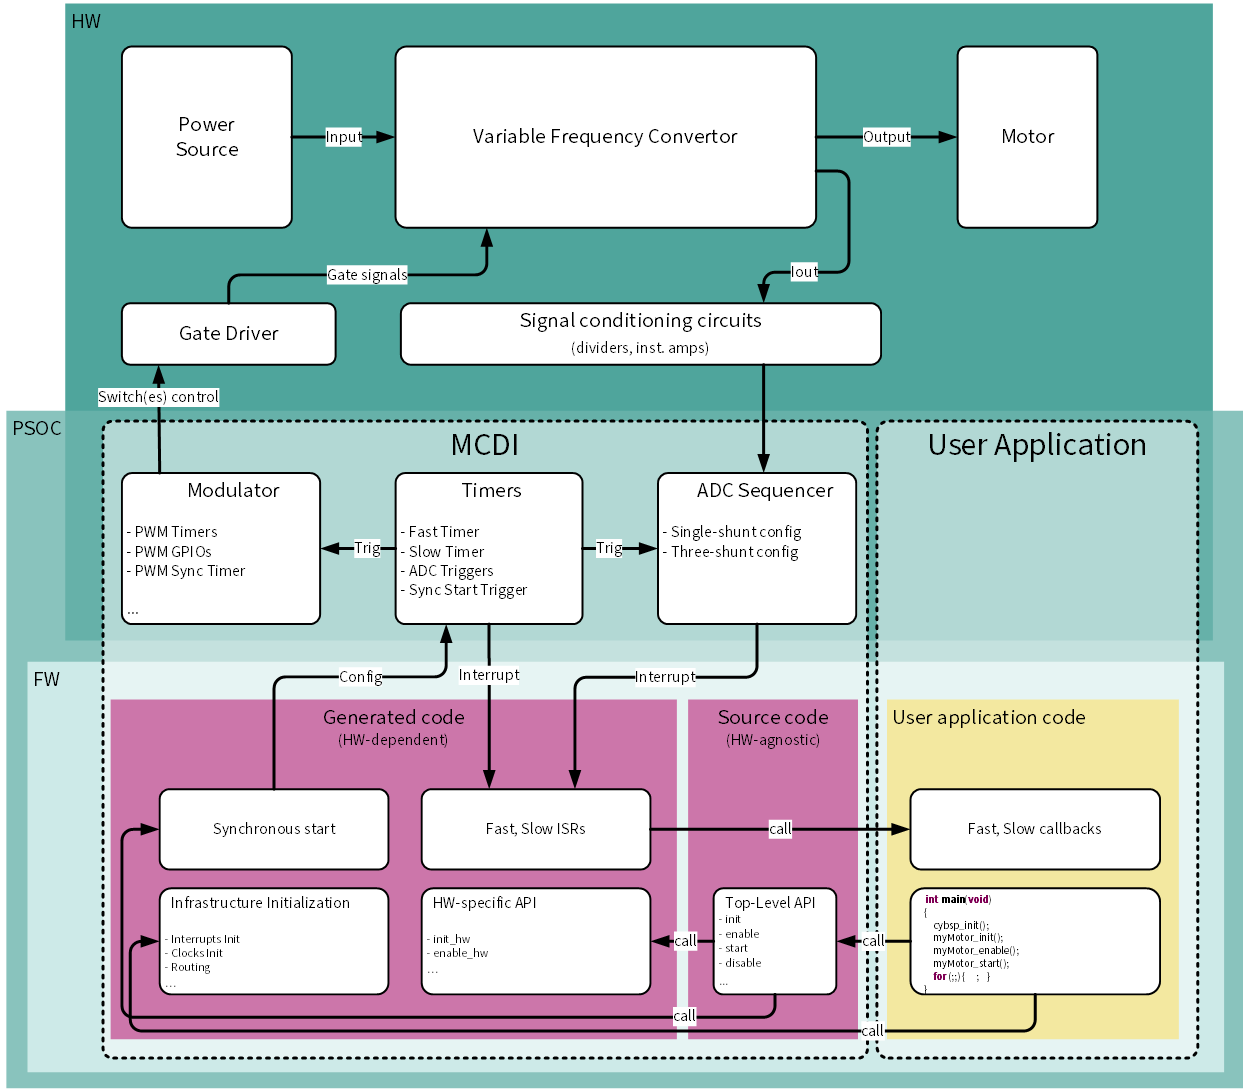 HW
Power
Source
Input
Variable Frequency Convertor
Output
Motor
Iout
Gate signals
Gate Driver
Signal conditioning circuits
(dividers, inst. amps)
Switch(es) control
PSOC
MCDI
User Application
Modulator
- PWM Timers
- PWM GPIOs
- PWM Sync Timer
...
Trig
Timers
- Fast Timer
- Slow Timer
- ADC Triggers
- Sync Start Trigger
Trig
ADC Sequencer
- Single-shunt config
- Three-shunt config
FW
Config
Interrupt
Interrupt
Generated code
(HW-dependent)
Source code
(HW-agnostic)
User application code
Synchronous start
Fast, Slow ISRs
call
Fast, Slow callbacks
Infrastructure Initialization
- Interrupts Init
- Clocks Init
- Routing
...
HW-specific API
- init_hw
- enable_hw
...
call
Top-Level API
- init
- enable
- start
- disable
...
call
int main(void)
{
cybsp_init();
myMotor_init();
myMotor_enable();
myMotor_start();
for (;;) { ; }
}
call
call